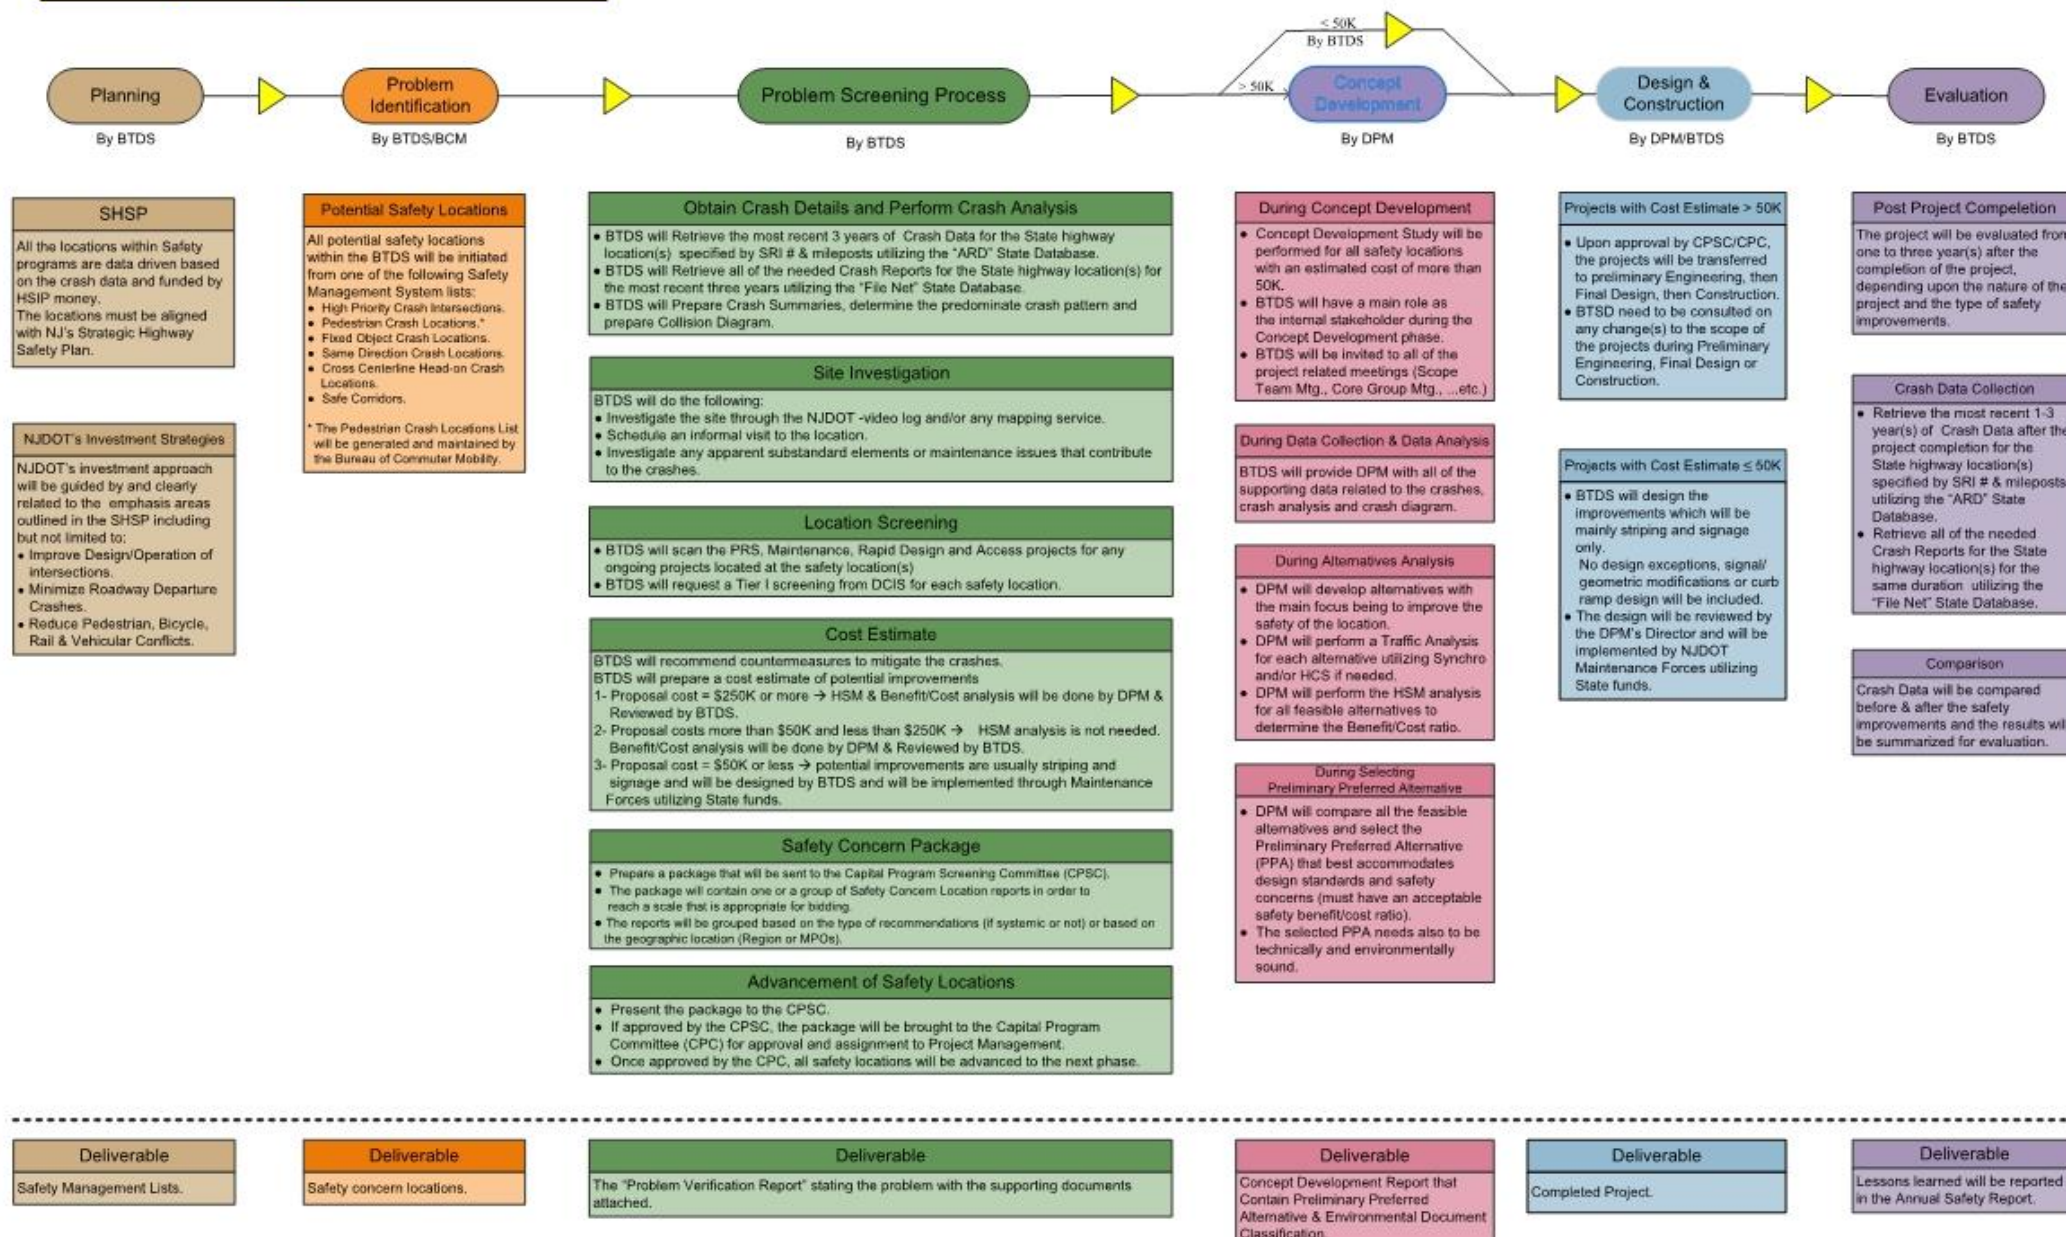 < 50K
By BTDS
> 50K
Planning
Problem
Identification
Problem Screening Process
Concept
Development
Design &
Construction
Evaluation
By BTDS
By BTDS/BCM
By BTDS
By DPM
By DPM/BTDS
By BTDS
SHSP
All the locations within Safety
programs are data driven based
on the crash data and funded by
HSIP money.
The locations must be aligned
with NJ's Strategic Highway
Safety Plan.
NJDOT's Investment Strategies
NJDOT's investment approach
will be guided by and clearly
related to the emphasis areas
outlined in the SHSP including
but not limited to:
• Improve Design/Operation of
intersections.
• Minimize Roadway Departure
Crashes.
• Reduce Pedestrian, Bicycle,
Rail & Vehicular Conflicts.
Potential Safety Locations
All potential safety locations
within the BTDS will be initiated
from one of the following Safety
Management System lists:
• High Priority Crash Intersections.
• Pedestrian Crash Locations.*
• Fixed Object Crash Locations.
• Same Direction Crash Locations.
• Cross Centerline Head-on Crash
Locations.
• Safe Corridors.
* The Pedestrian Crash Locations List
will be generated and maintained by
the Bureau of Commuter Mobility.
Obtain Crash Details and Perform Crash Analysis
• BTDS will Retrieve the most recent 3 years of Crash Data for the State highway
location(s) specified by SRI # & mileposts utilizing the "ARD" State Database.
• BTDS will Retrieve all of the needed Crash Reports for the State highway location(s) for
the most recent three years utilizing the "File Net" State Database.
• BTDS will Prepare Crash Summaries, determine the predominate crash pattern and
prepare Collision Diagram.
Site Investigation
BTDS will do the following:
• Investigate the site through the NJDOT -video log and/or any mapping service.
• Schedule an informal visit to the location.
• Investigate any apparent substandard elements or maintenance issues that contribute
to the crashes.
Location Screening
• BTDS will scan the PRS, Maintenance, Rapid Design and Access projects for any
ongoing projects located at the safety location(s)
• BTDS will request a Tier I screening from DCIS for each safety location.
Cost Estimate
BTDS will recommend countermeasures to mitigate the crashes.
BTDS will prepare a cost estimate of potential improvements
1- Proposal cost = $250K or more → HSM & Benefit/Cost analysis will be done by DPM &
Reviewed by BTDS.
2- Proposal costs more than $50K and less than $250K → HSM analysis is not needed.
Benefit/Cost analysis will be done by DPM & Reviewed by BTDS.
3- Proposal cost = $50K or less → potential improvements are usually striping and
signage and will be designed by BTDS and will be implemented through Maintenance
Forces utilizing State funds.
Safety Concern Package
• Prepare a package that will be sent to the Capital Program Screening Committee (CPSC).
• The package will contain one or a group of Safety Concern Location reports in order to
reach a scale that is appropriate for bidding.
• The reports will be grouped based on the type of recommendations (if systemic or not) or based on
the geographic location (Region or MPOs).
Advancement of Safety Locations
• Present the package to the CPSC.
• If approved by the CPSC, the package will be brought to the Capital Program
Committee (CPC) for approval and assignment to Project Management.
• Once approved by the CPC, all safety locations will be advanced to the next phase.
During Concept Development
• Concept Development Study will be
performed for all safety locations
with an estimated cost of more than
50K.
• BTDS will have a main role as
the internal stakeholder during the
Concept Development phase.
• BTDS will be invited to all of the
project related meetings (Scope
Team Mtg., Core Group Mtg., ...etc.)
During Data Collection & Data Analysis
BTDS will provide DPM with all of the
supporting data related to the crashes,
crash analysis and crash diagram.
During Alternatives Analysis
• DPM will develop alternatives with
the main focus being to improve the
safety of the location.
• DPM will perform a Traffic Analysis
for each alternative utilizing Synchro
and/or HCS if needed.
• DPM will perform the HSM analysis
for all feasible alternatives to
determine the Benefit/Cost ratio.
During Selecting
Preliminary Preferred Alternative
• DPM will compare all the feasible
alternatives and select the
Preliminary Preferred Alternative
(PPA) that best accommodates
design standards and safety
concerns (must have an acceptable
safety benefit/cost ratio).
• The selected PPA needs also to be
technically and environmentally
sound.
Projects with Cost Estimate > 50K
• Upon approval by CPSC/CPC,
the projects will be transferred
to preliminary Engineering, then
Final Design, then Construction.
• BTSD need to be consulted on
any change(s) to the scope of
the projects during Preliminary
Engineering, Final Design or
Construction.
Projects with Cost Estimate ≤ 50K
• BTDS will design the
improvements which will be
mainly striping and signage
only.
No design exceptions, signal/
geometric modifications or curb
ramp design will be included.
• The design will be reviewed by
the DPM's Director and will be
implemented by NJDOT
Maintenance Forces utilizing
State funds.
Post Project Compeletion
The project will be evaluated from
one to three year(s) after the
completion of the project,
depending upon the nature of the
project and the type of safety
improvements.
Crash Data Collection
• Retrieve the most recent 1-3
year(s) of Crash Data after the
project completion for the
State highway location(s)
specified by SRI # & mileposts
utilizing the "ARD" State
Database.
• Retrieve all of the needed
Crash Reports for the State
highway location(s) for the
same duration utilizing the
"File Net" State Database.
Comparison
Crash Data will be compared
before & after the safety
improvements and the results will
be summarized for evaluation.
Deliverable
Safety Management Lists.
Deliverable
Safety concern locations.
Deliverable
The "Problem Verification Report" stating the problem with the supporting documents
attached.
Deliverable
Concept Development Report that
Contain Preliminary Preferred
Alternative & Environmental Document
Classification.
Deliverable
Completed Project.
Deliverable
Lessons learned will be reported
in the Annual Safety Report.